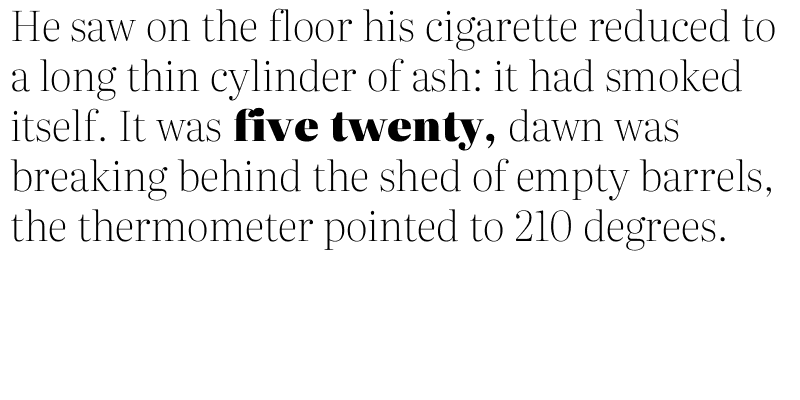 He saw on the floor his cigarette reduced to
a long thin cylinder of ash: it had smoked
itself. It was five twenty, dawn was
breaking behind the shed of empty barrels,
the thermometer pointed to 210 degrees.